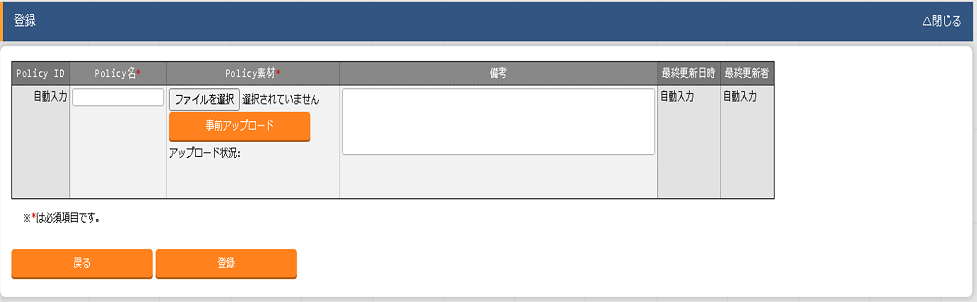 登録
△閉じる
Policy ID Policy名* Policy素材* 備考 最終更新日時 最終更新者
自動入力 ファイルを選択 選択されていません 自動入力 自動入力
事前アップロード
アップロード状況:
※*は必須項目です。
戻る 登録